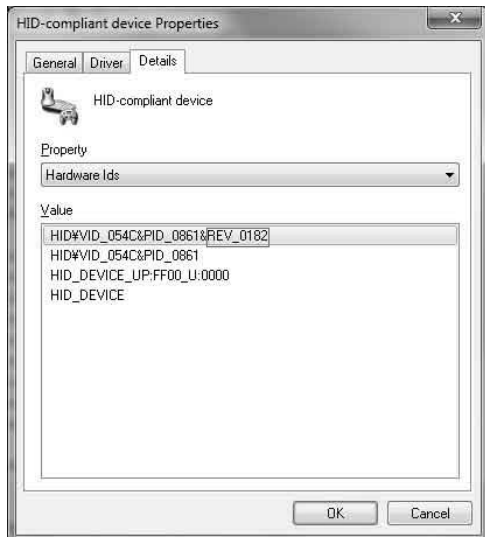 HID-compliant device Properties
General Driver Details
HID-compliant device
Property
Hardware Ids
Value
HID¥VID_054C&PID_0861&REV_0182
HID¥VID_054C&PID_0861
HID_DEVICE_UP:FF00_U:0000
HID_DEVICE
OK Cancel